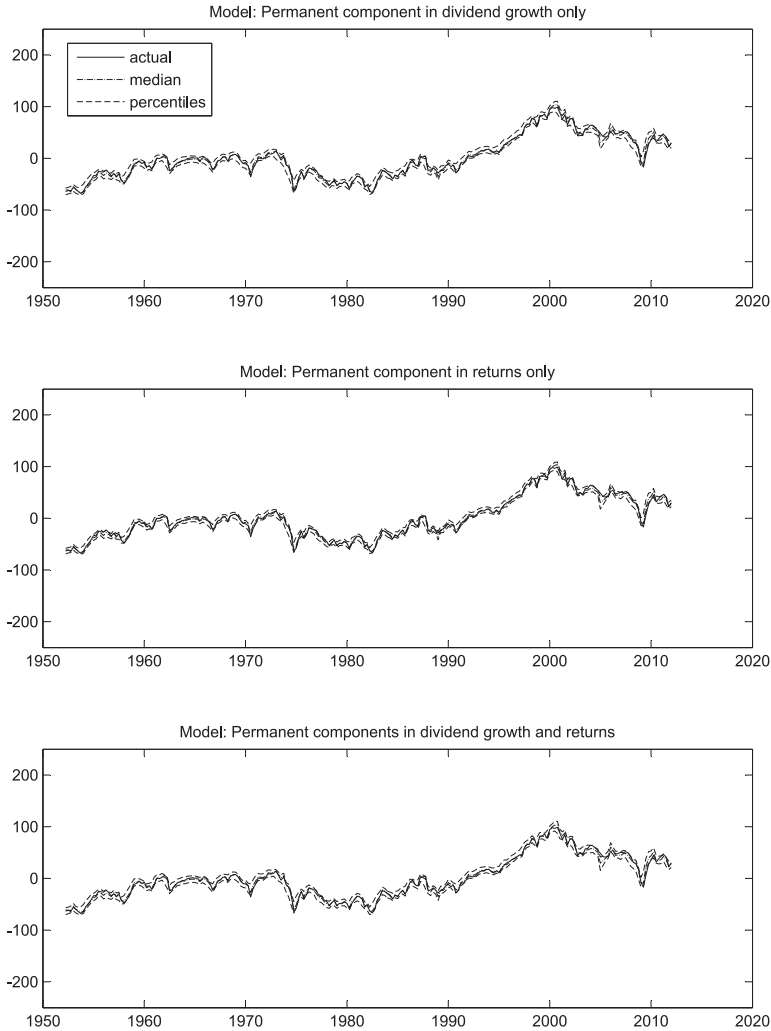 Model: Permanent component in dividend growth only
actual
median
percentiles
200
100
0
-100
-200
1950 1960 1970 1980 1990 2000 2010 2020
Model: Permanent component in returns only
200
100
0
-100
-200
1950 1960 1970 1980 1990 2000 2010 2020
Model: Permanent components in dividend growth and returns
200
100
0
-100
-200
1950 1960 1970 1980 1990 2000 2010 2020